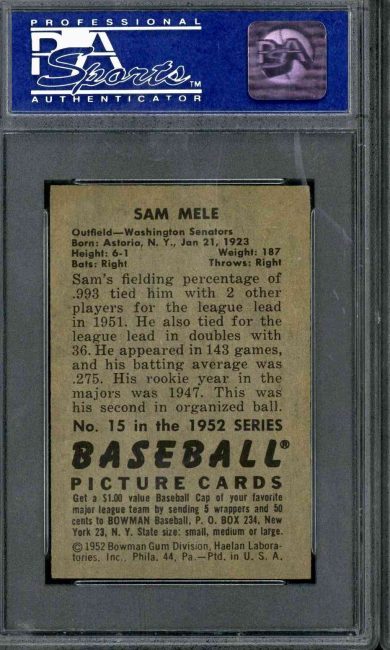 PROFESSIONAL
PSA
Sports™
AUTHENTICATOR
PSA
SAM MELE
Outfield—Washington Senators
Born: Astoria, N. Y., Jan 21, 1923
Height: 6-1 Weight: 187
Bats: Right Throws: Right
Sam's fielding percentage of
.993 tied him with 2 other
players for the league lead
in 1951. He also tied for the
league lead in doubles with
36. He appeared in 143 games,
and his batting average was
.275. His rookie year in the
majors was 1947. This was
his second in organized ball.
No. 15 in the 1952 SERIES
BASEBALL®
PICTURE CARDS
Get a $1.00 value Baseball Cap of your favorite
major league team by sending 5 wrappers and 50
cents to BOWMAN Baseball, P. O. BOX 234, New
York 23, N. Y. State size: small, medium or large.
© 1952 Bowman Gum Division, Haelan Labora-
tories, Inc., Phila. 44, Pa.—Ptd. in U. S. A.